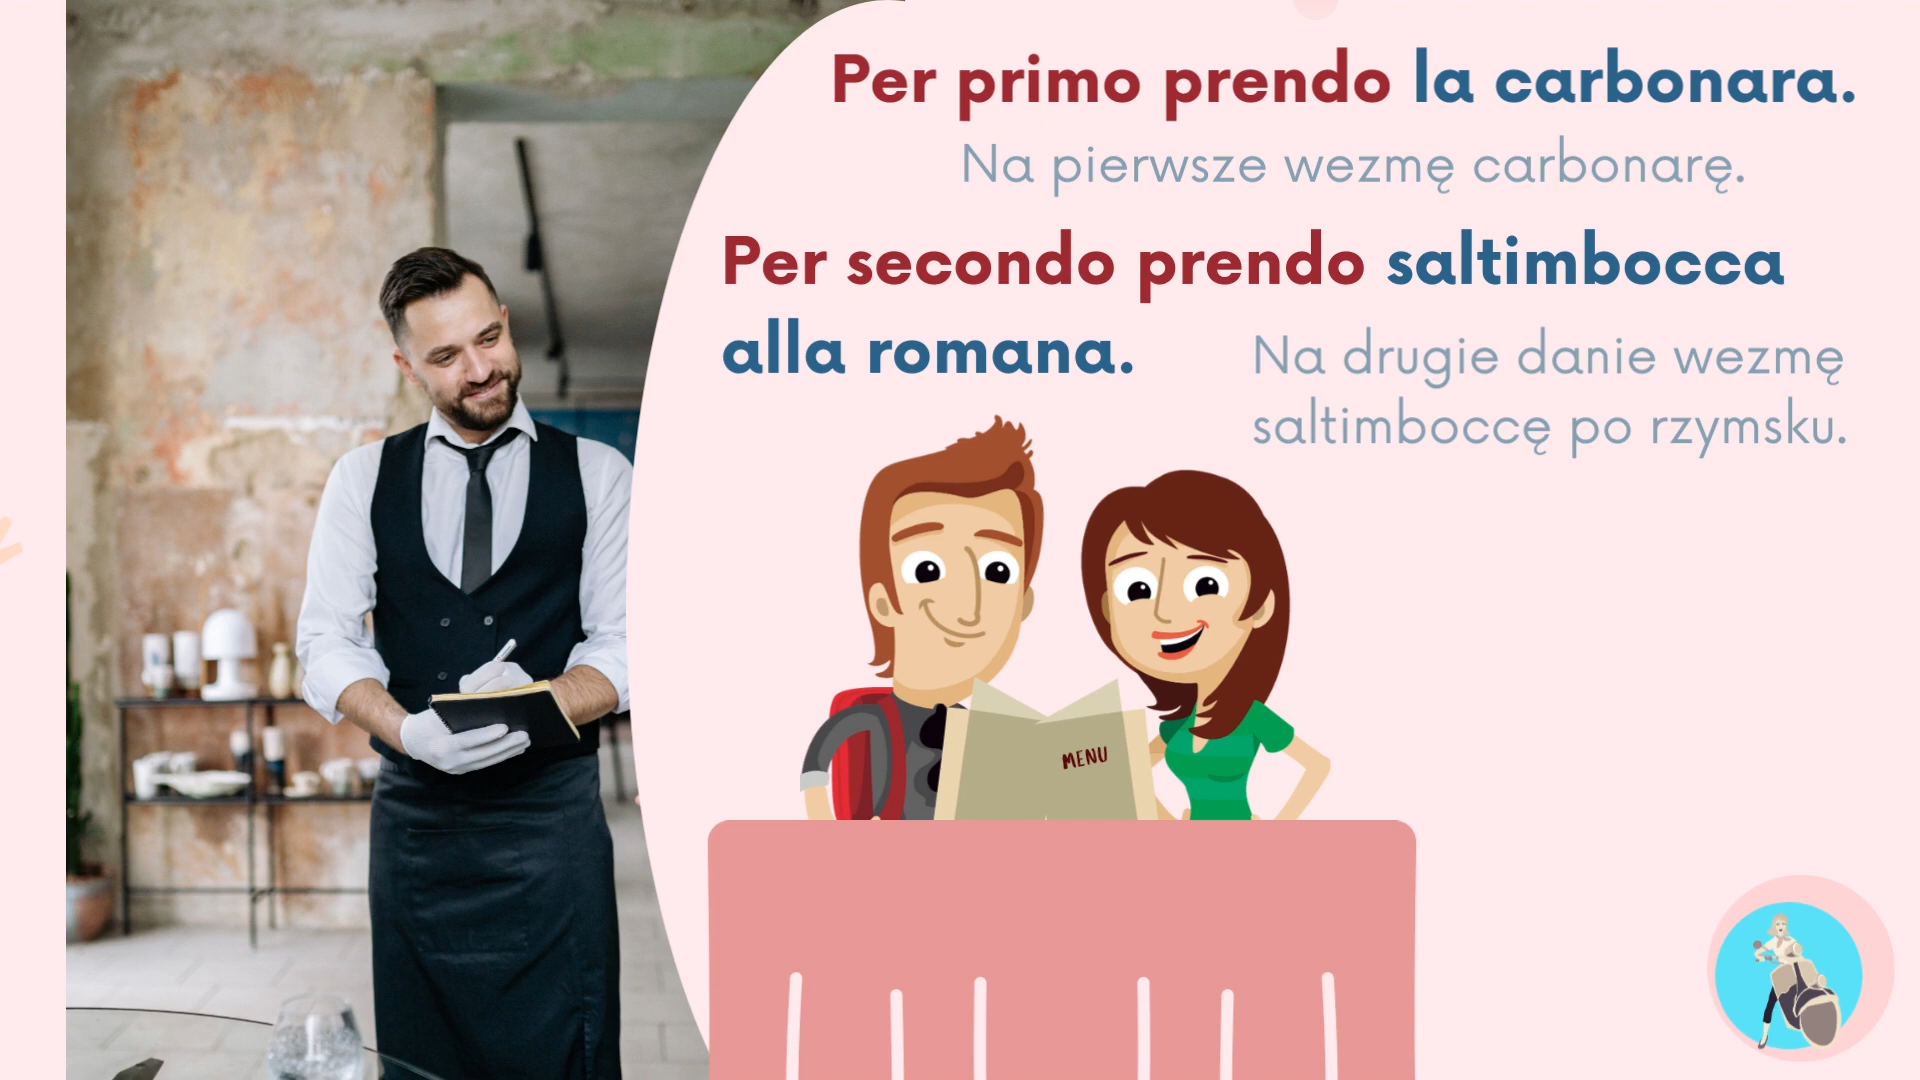 Per primo prendo la carbonara.
Na pierwsze wezmę carbonarę.
Per secondo prendo saltimbocca
alla romana.
Na drugie danie wezmę
saltimboccę po rzymsku.
MENU